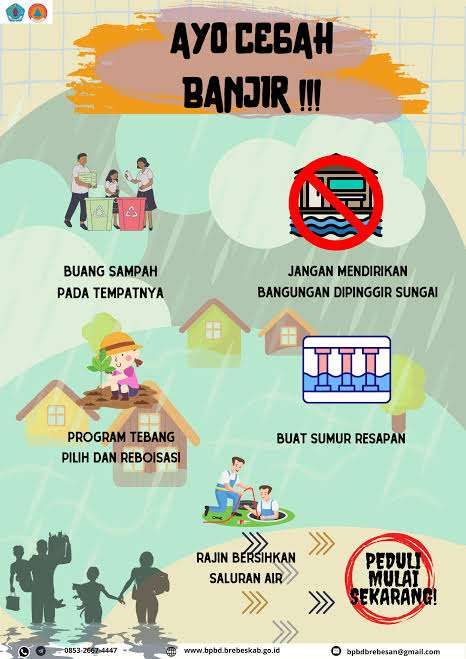 AYO CEGAH
BANJIR !!!
BUANG SAMPAH
PADA TEMPATNYA
JANGAN MENDIRIKAN
BANGUNGAN DIPINGGIR SUNGAI
PROGRAM TEBANG
PILIH DAN REBOISASI
BUAT SUMUR RESAPAN
RAJIN BERSIHKAN
SALURAN AIR
PEDULI
MULAI
SEKARANG!
0853-2667-4447
www.bpbd.brebeskab.go.id
bpbdbrebesan@gmail.com